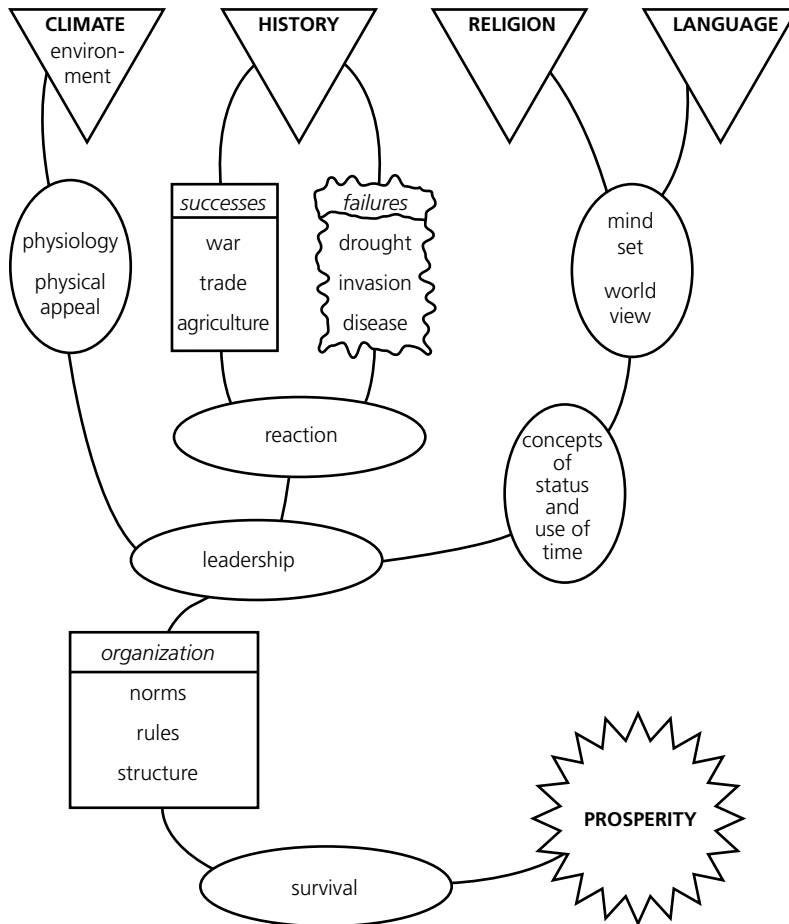 CLIMATE
environ-
ment
HISTORY
RELIGION
LANGUAGE
physiology
physical
appeal
successes
war
trade
agriculture
failures
drought
invasion
disease
mind
set
world
view
reaction
concepts
of
status
and
use of
time
leadership
organization
norms
rules
structure
PROSPERITY
survival